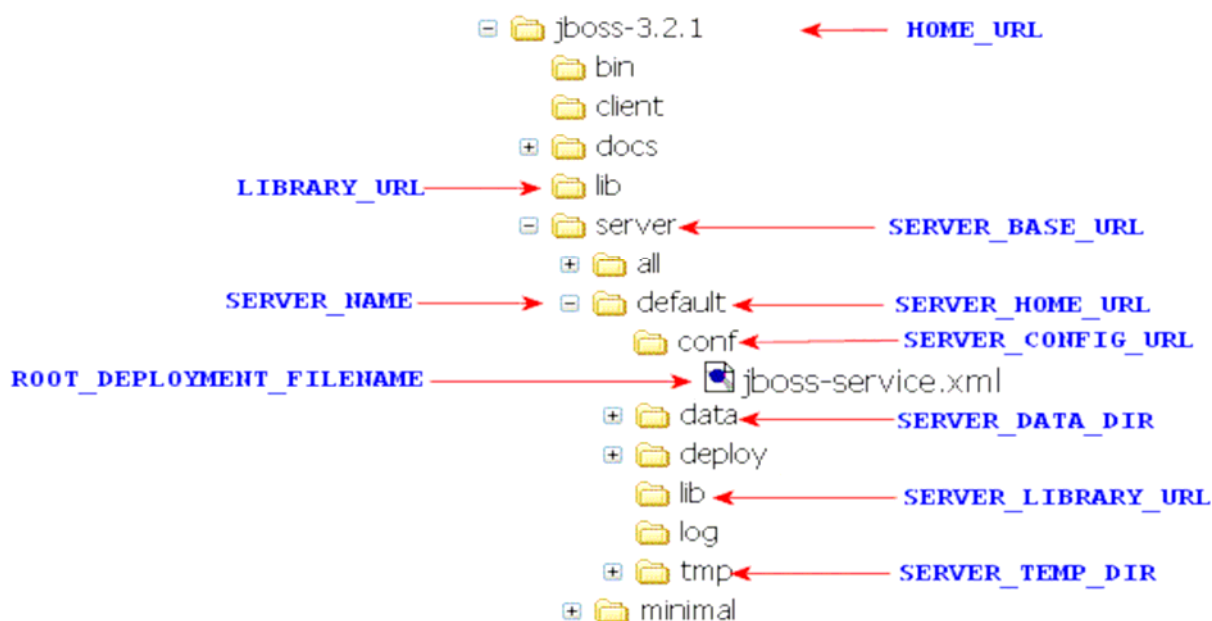 jboss-3.2.1 HOME_URL
bin
client
docs
LIBRARY_URL lib
server SERVER_BASE_URL
all
SERVER_NAME default SERVER_HOME_URL
conf SERVER_CONFIG_URL
ROOT_DEPLOYMENT_FILENAME jboss-service.xml
data SERVER_DATA_DIR
deploy
lib SERVER_LIBRARY_URL
log
tmp SERVER_TEMP_DIR
minimal